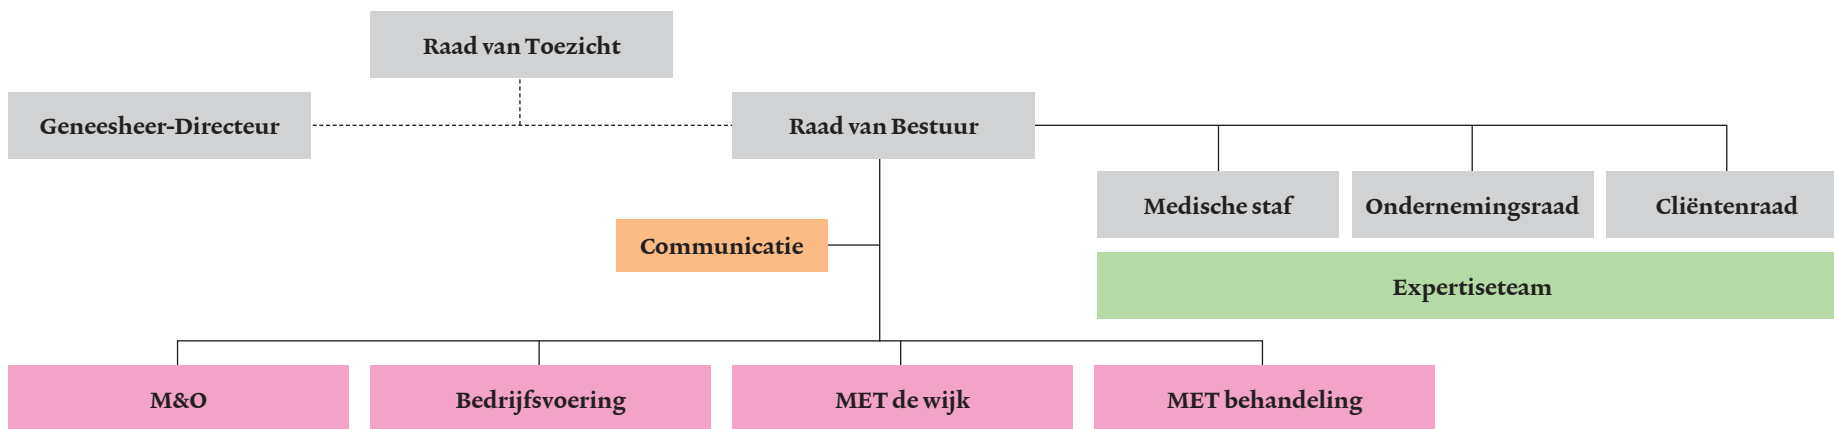 Raad van Toezicht
Geneesheer-Directeur
Raad van Bestuur
Medische staf
Ondernemingsraad
Cliëntenraad
Communicatie
Expertiseteam
M&O
Bedrijfsvoering
MET de wijk
MET behandeling